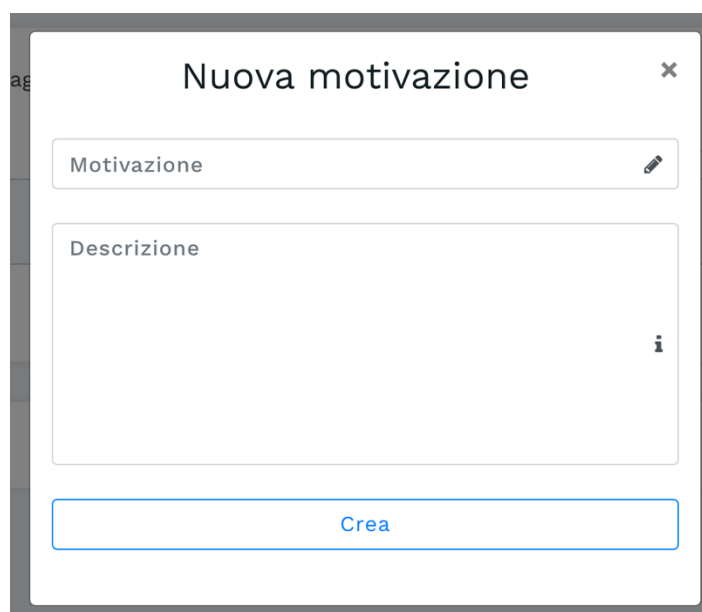 ag
Nuova motivazione ×
Motivazione
Descrizione
Crea